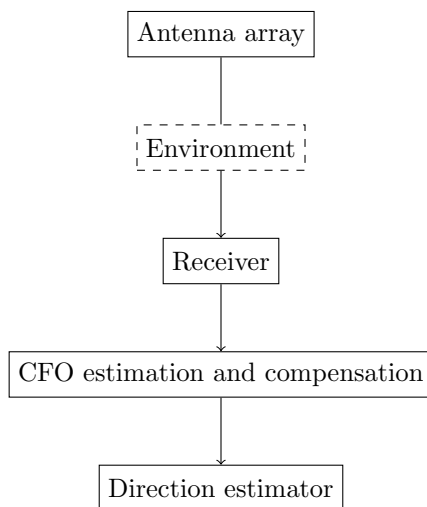 Antenna array
Environment
Receiver
CFO estimation and compensation
Direction estimator